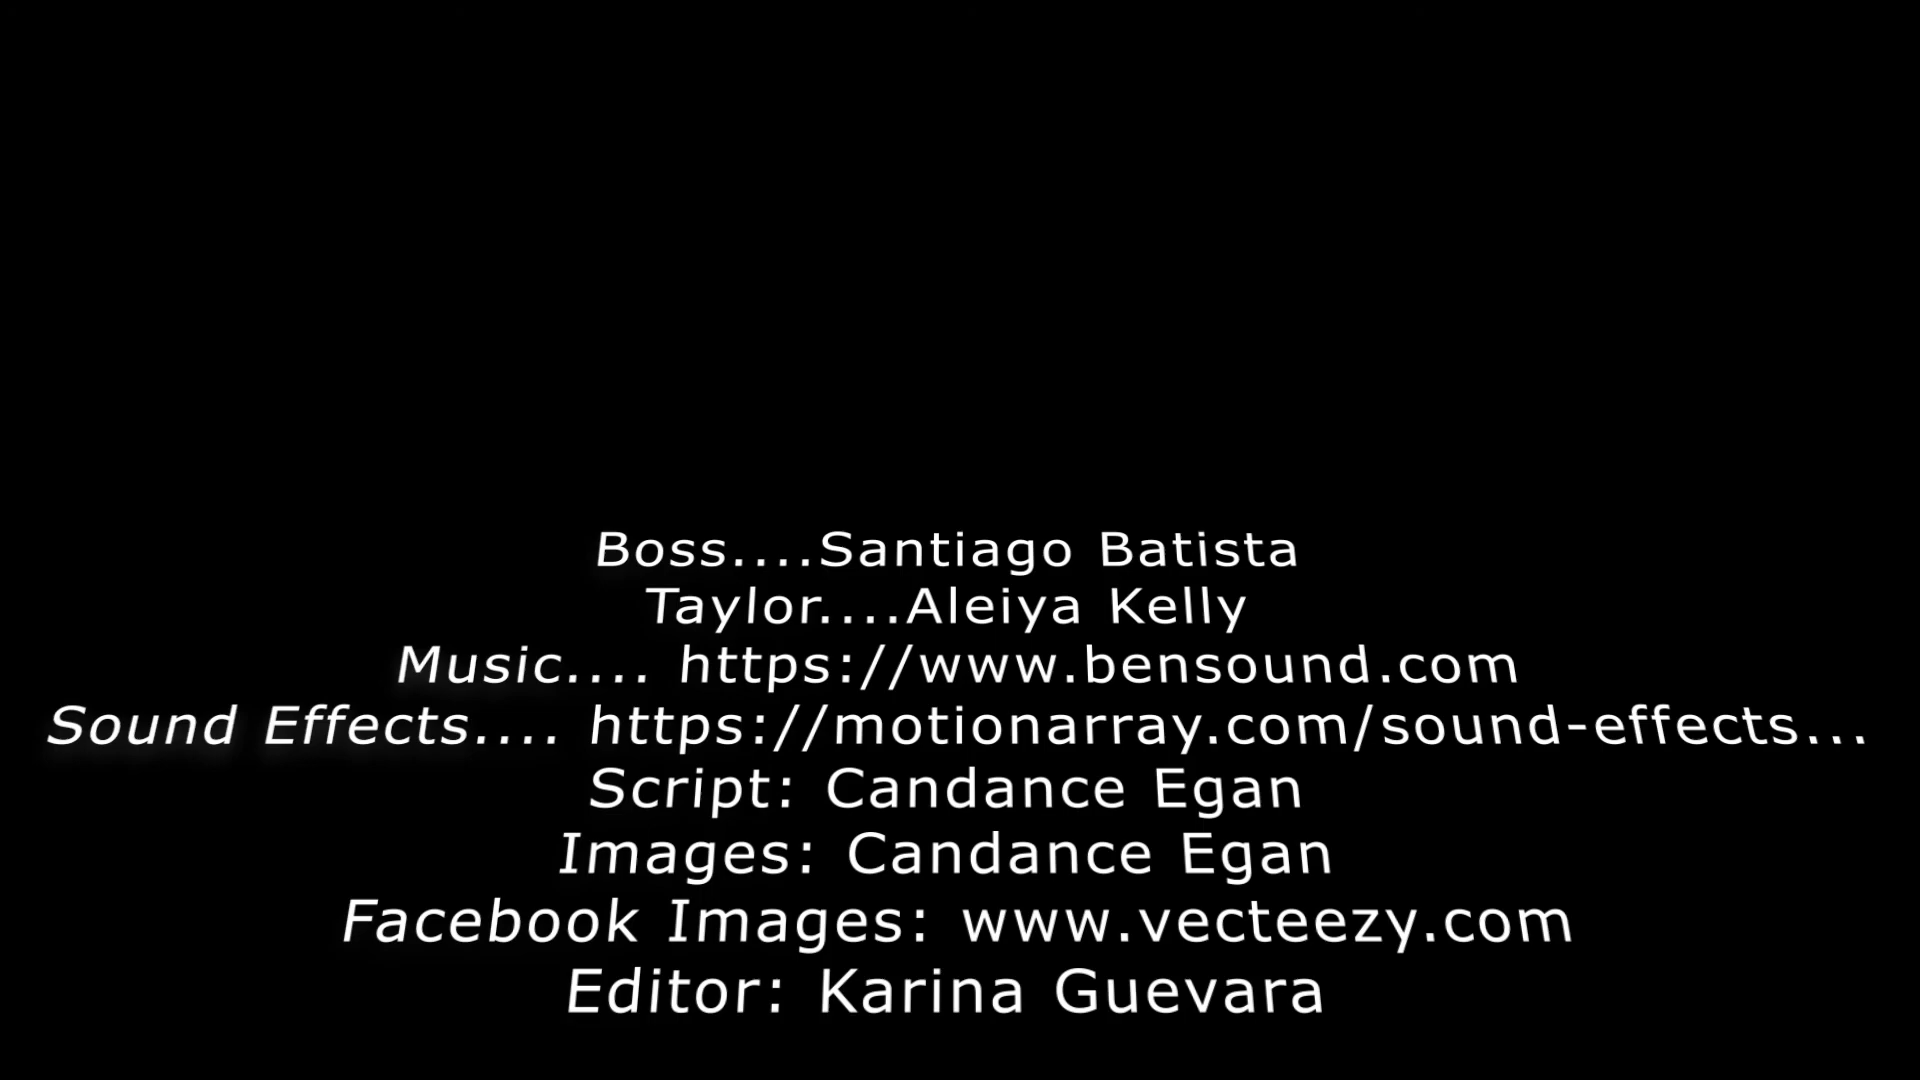 Boss....Santiago Batista
Taylor....Aleiya Kelly
Music.... https://www.bensound.com
Sound Effects.... https://motionarray.com/sound-effects...
Script: Candance Egan
Images: Candance Egan
Facebook Images: www.vecteezy.com
Editor: Karina Guevara